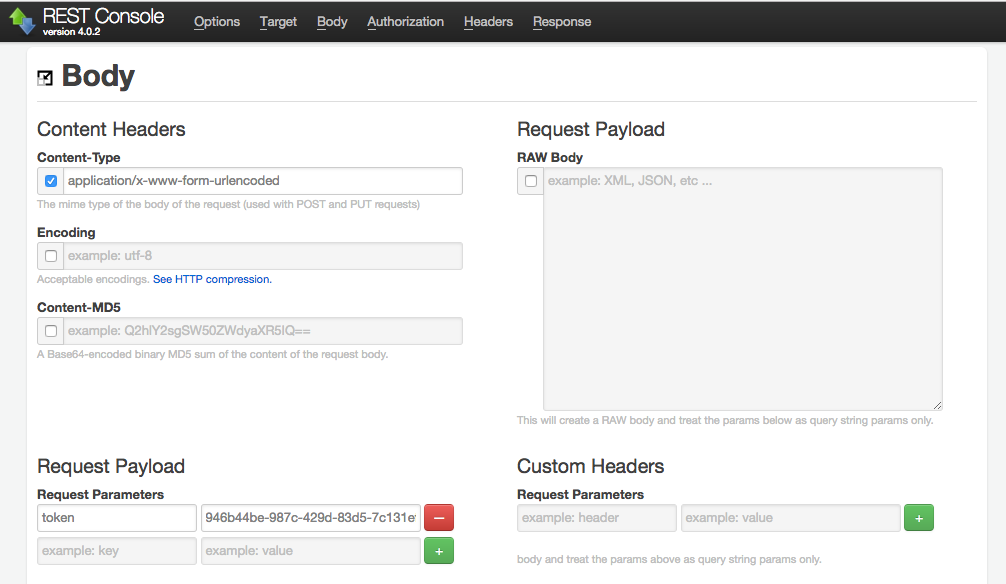 REST Console
version 4.0.2
Options Target Body Authorization Headers Response
Body
Content Headers
Content-Type
application/x-www-form-urlencoded
The mime type of the body of the request (used with POST and PUT requests)
Encoding
example: utf-8
Acceptable encodings. See HTTP compression.
Content-MD5
example: Q2hlY2sgSW50ZWdyaXR5IQ==
A Base64-encoded binary MD5 sum of the content of the request body.
Request Payload
RAW Body
example: XML, JSON, etc ...
This will create a RAW body and treat the params below as query string params only.
Request Payload
Request Parameters
token 946b44be-987c-429d-83d5-7c131e
example: key example: value
Custom Headers
Request Parameters
example: header example: value
body and treat the params above as query string params only.